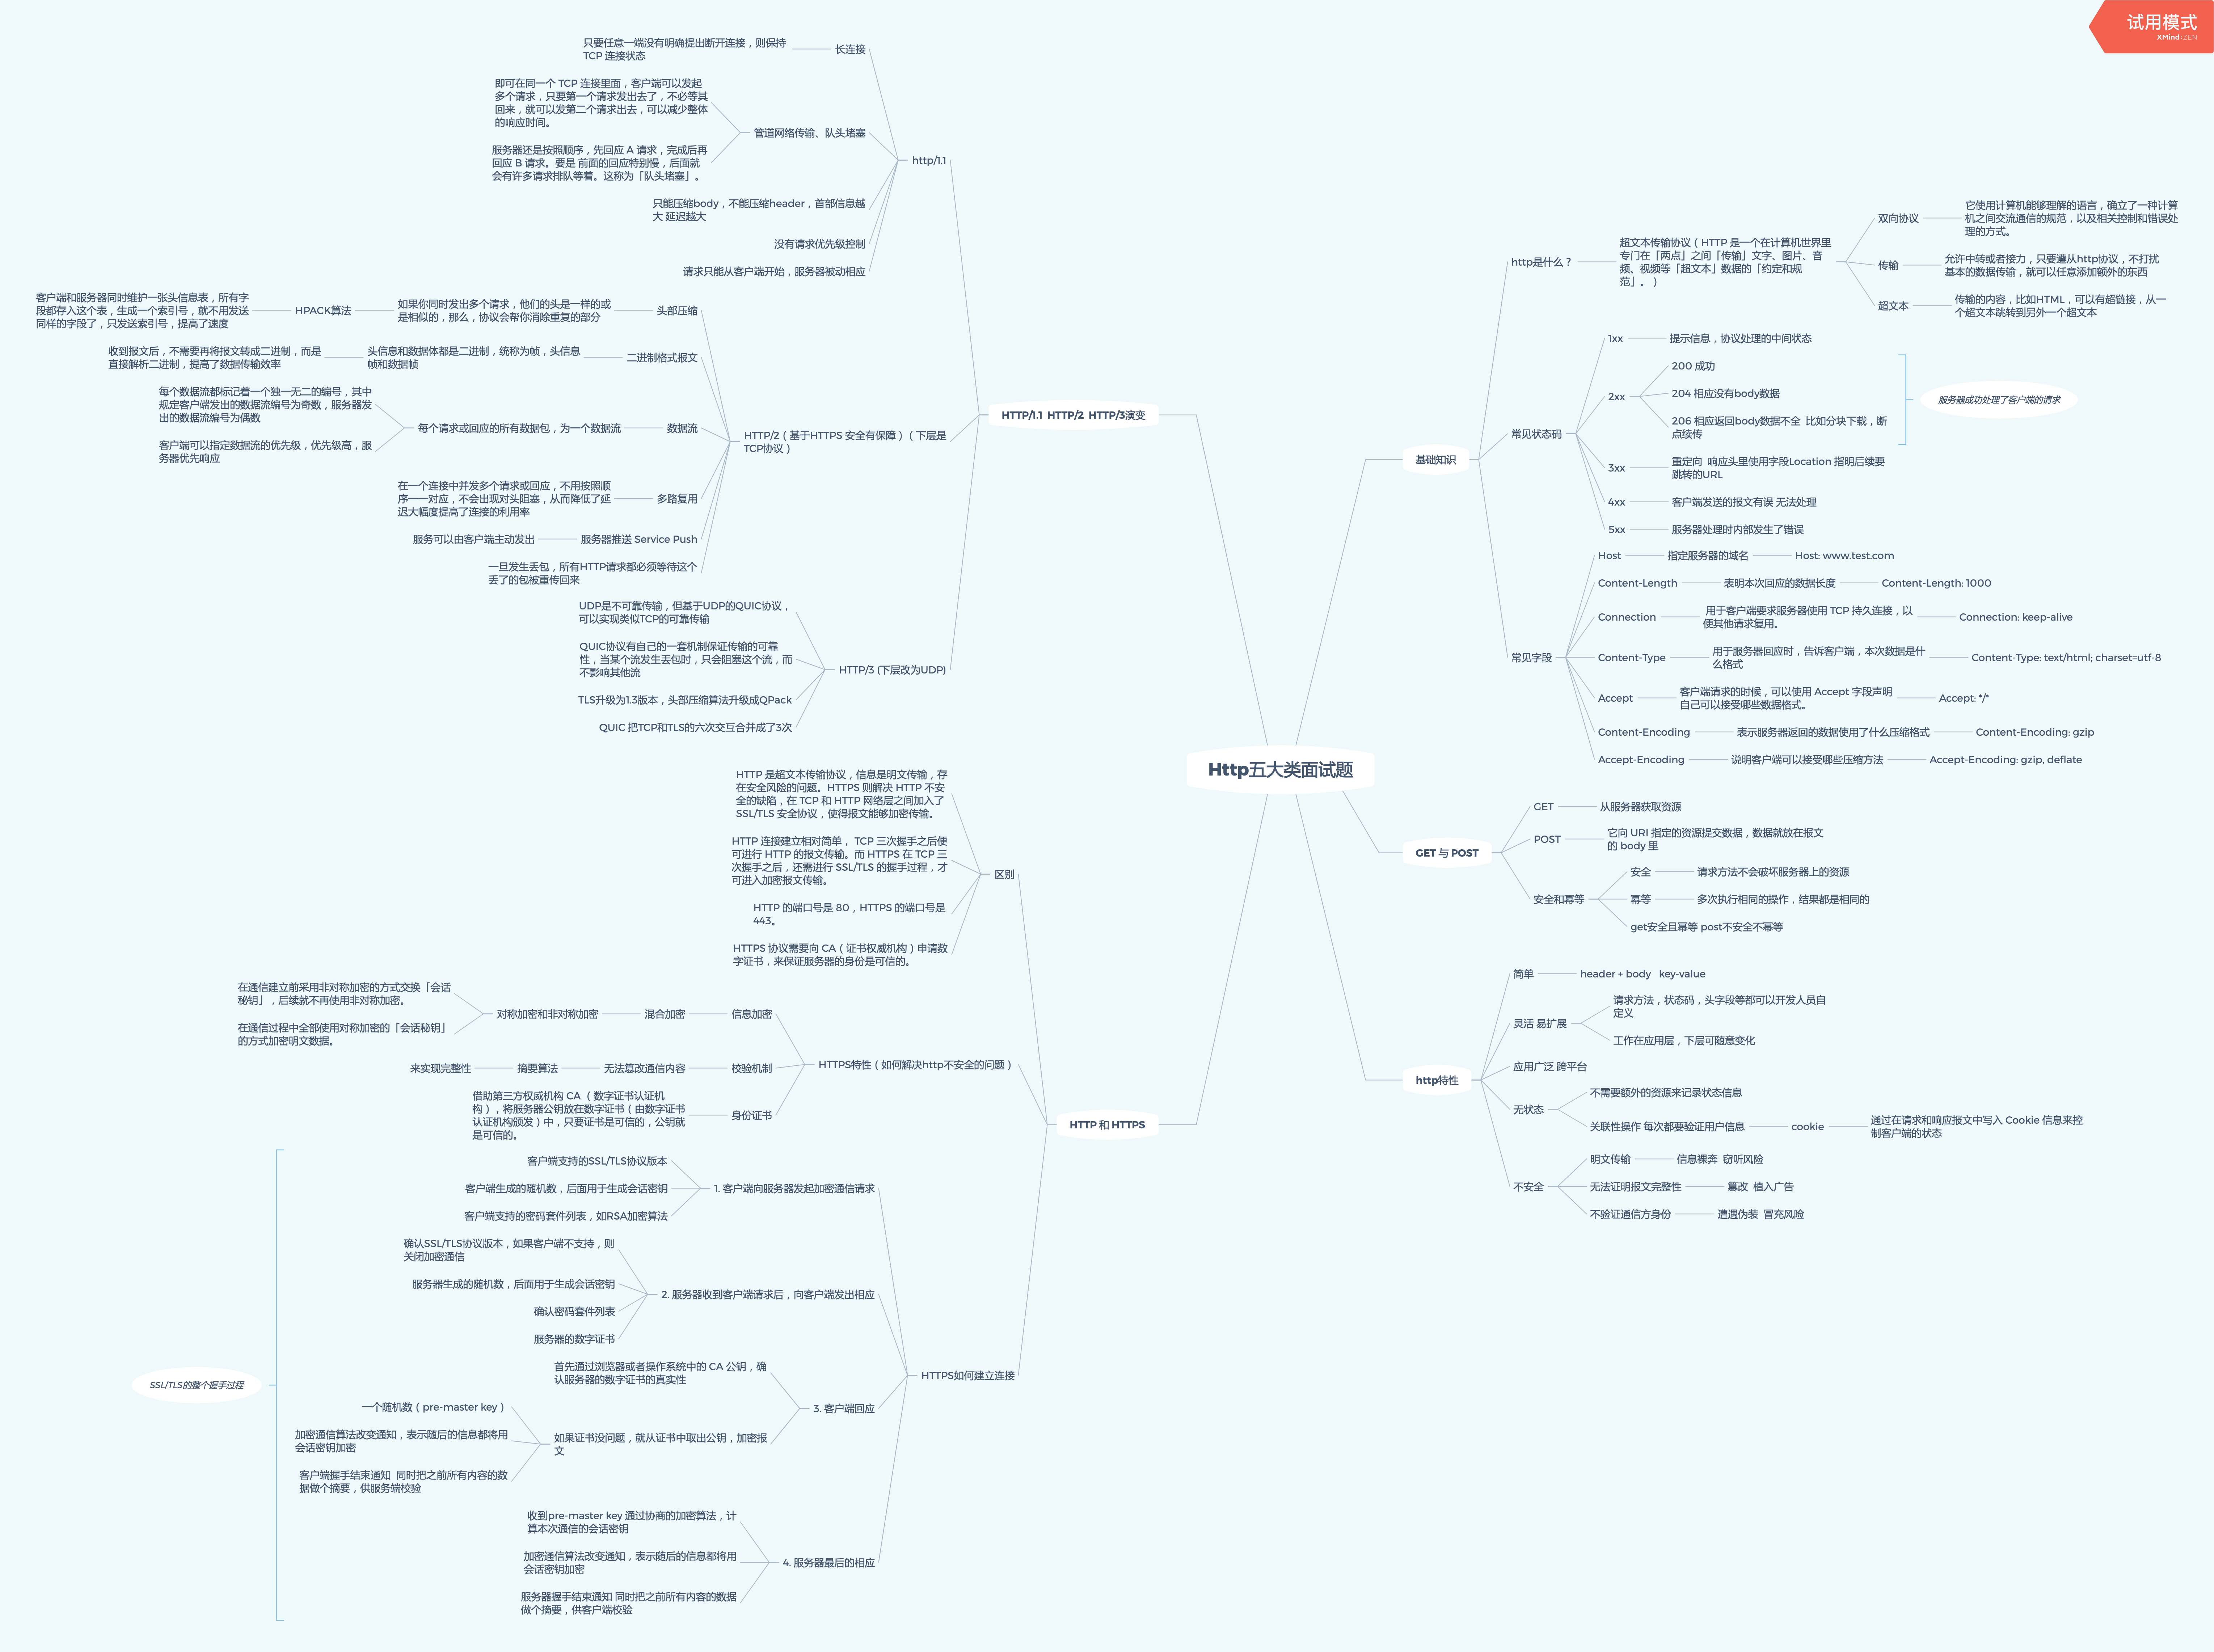 试用模式
XMind:ZEN
Http五大类面试题
基础知识
http是什么？
超文本传输协议（HTTP 是一个在计算机世界里
专门在「两点」之间「传输」文字、图片、音
频、视频等「超文本」数据的「约定和规
范」。）
双向协议
它使用计算机能够理解的语言，确立了一种计算
机之间交流通信的规范，以及相关控制和错误处
理的方式。
传输
允许中转或者接力，只要遵从http协议，不打扰
基本的数据传输，就可以任意添加额外的东西
超文本
传输的内容，比如HTML，可以有超链接，从一
个超文本跳转到另外一个超文本
常见状态码
1xx
提示信息，协议处理的中间状态
2xx
200 成功
204 相应没有body数据
206 相应返回body数据不全 比如分块下载，断
点续传
服务器成功处理了客户端的请求
3xx
重定向 响应头里使用字段Location 指明后续要
跳转的URL
4xx
客户端发送的报文有误 无法处理
5xx
服务器处理时内部发生了错误
常见字段
Host
指定服务器的域名
Host: www.test.com
Content-Length
表明本次回应的数据长度
Content-Length: 1000
Connection
用于客户端要求服务器使用 TCP 持久连接，以
便其他请求复用。
Connection: keep-alive
Content-Type
用于服务器回应时，告诉客户端，本次数据是什
么格式
Content-Type: text/html; charset=utf-8
Accept
客户端请求的时候，可以使用 Accept 字段声明
自己可以接受哪些数据格式。
Accept: */*
Content-Encoding
表示服务器返回的数据使用了什么压缩格式
Content-Encoding: gzip
Accept-Encoding
说明客户端可以接受哪些压缩方法
Accept-Encoding: gzip, deflate
GET 与 POST
GET
从服务器获取资源
POST
它向 URI 指定的资源提交数据，数据就放在报文
的 body 里
安全和幂等
安全
请求方法不会破坏服务器上的资源
幂等
多次执行相同的操作，结果都是相同的
get安全且幂等 post不安全不幂等
http特性
简单
header + body key-value
灵活 易扩展
请求方法，状态码，头字段等都可以开发人员自
定义
工作在应用层，下层可随意变化
应用广泛 跨平台
无状态
不需要额外的资源来记录状态信息
关联性操作 每次都要验证用户信息
cookie
通过在请求和响应报文中写入 Cookie 信息来控
制客户端的状态
不安全
明文传输
信息裸奔 窃听风险
无法证明报文完整性
篡改 植入广告
不验证通信方身份
遭遇伪装 冒充风险
HTTP/1.1 HTTP/2 HTTP/3演变
http/1.1
长连接
只要任意一端没有明确提出断开连接，则保持
TCP 连接状态
管道网络传输、队头堵塞
即可在同一个 TCP 连接里面，客户端可以发起
多个请求，只要第一个请求发出去了，不必等其
回来，就可以发第二个请求出去，可以减少整体
的响应时间。
服务器还是按照顺序，先回应 A 请求，完成后再
回应 B 请求。要是 前面的回应特别慢，后面就
会有许多请求排队等着。这称为「队头堵塞」。
只能压缩body，不能压缩header，首部信息越
大 延迟越大
没有请求优先级控制
请求只能从客户端开始，服务器被动相应
HTTP/2（基于HTTPS 安全有保障）（下层是
TCP协议）
头部压缩
如果你同时发出多个请求，他们的头是一样的或
是相似的，那么，协议会帮你消除重复的部分
HPACK算法
客户端和服务器同时维护一张头信息表，所有字
段都存入这个表，生成一个索引号，就不用发送
同样的字段了，只发送索引号，提高了速度
二进制格式报文
头信息和数据体都是二进制，统称为帧，头信息
帧和数据帧
收到报文后，不需要再将报文转成二进制，而是
直接解析二进制，提高了数据传输效率
数据流
每个请求或回应的所有数据包，为一个数据流
每个数据流都标记着一个独一无二的编号，其中
规定客户端发出的数据流编号为奇数，服务器发
出的数据流编号为偶数
客户端可以指定数据流的优先级，优先级高，服
务器优先响应
多路复用
在一个连接中并发多个请求或回应，不用按照顺
序一一对应，不会出现对头阻塞，从而降低了延
迟大幅度提高了连接的利用率
服务器推送 Service Push
服务可以由客户端主动发出
一旦发生丢包，所有HTTP请求都必须等待这个
丢了的包被重传回来
HTTP/3 (下层改为UDP)
UDP是不可靠传输，但基于UDP的QUIC协议，
可以实现类似TCP的可靠传输
QUIC协议有自己的一套机制保证传输的可靠
性，当某个流发生丢包时，只会阻塞这个流，而
不影响其他流
TLS升级为1.3版本，头部压缩算法升级成QPack
QUIC 把TCP和TLS的六次交互合并成了3次
HTTP 和 HTTPS
区别
HTTP 是超文本传输协议，信息是明文传输，存
在安全风险的问题。HTTPS 则解决 HTTP 不安
全的缺陷，在 TCP 和 HTTP 网络层之间加入了
SSL/TLS 安全协议，使得报文能够加密传输。
HTTP 连接建立相对简单， TCP 三次握手之后便
可进行 HTTP 的报文传输。而 HTTPS 在 TCP 三
次握手之后，还需进行 SSL/TLS 的握手过程，才
可进入加密报文传输。
HTTP 的端口号是 80，HTTPS 的端口号是
443。
HTTPS 协议需要向 CA（证书权威机构）申请数
字证书，来保证服务器的身份是可信的。
HTTPS特性（如何解决http不安全的问题）
信息加密
混合加密
对称加密和非对称加密
在通信建立前采用非对称加密的方式交换「会话
秘钥」，后续就不再使用非对称加密。
在通信过程中全部使用对称加密的「会话秘钥」
的方式加密明文数据。
校验机制
无法篡改通信内容
摘要算法
来实现完整性
身份证书
借助第三方权威机构 CA （数字证书认证机
构），将服务器公钥放在数字证书（由数字证书
认证机构颁发）中，只要证书是可信的，公钥就
是可信的。
HTTPS如何建立连接
1. 客户端向服务器发起加密通信请求
客户端支持的SSL/TLS协议版本
客户端生成的随机数，后面用于生成会话密钥
客户端支持的密码套件列表，如RSA加密算法
2. 服务器收到客户端请求后，向客户端发出相应
确认SSL/TLS协议版本，如果客户端不支持，则
关闭加密通信
服务器生成的随机数，后面用于生成会话密钥
确认密码套件列表
服务器的数字证书
3. 客户端回应
首先通过浏览器或者操作系统中的 CA 公钥，确
认服务器的数字证书的真实性
如果证书没问题，就从证书中取出公钥，加密报
文
一个随机数（pre-master key）
加密通信算法改变通知，表示随后的信息都将用
会话密钥加密
客户端握手结束通知 同时把之前所有内容的数
据做个摘要，供服务端校验
4. 服务器最后的相应
收到pre-master key 通过协商的加密算法，计
算本次通信的会话密钥
加密通信算法改变通知，表示随后的信息都将用
会话密钥加密
服务器握手结束通知 同时把之前所有内容的数据
做个摘要，供客户端校验
SSL/TLS的整个握手过程